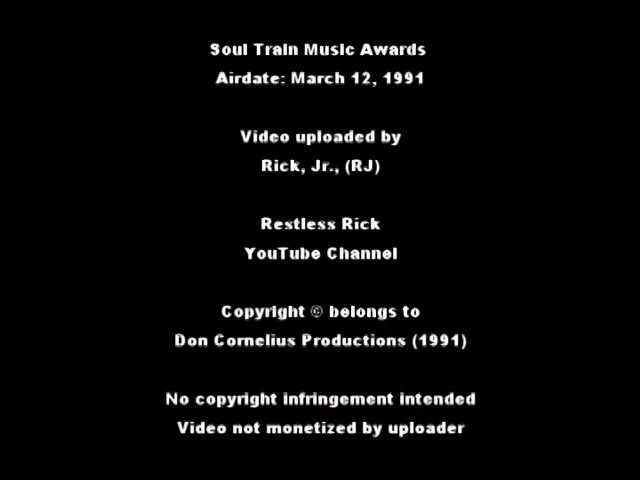 Soul Train Music Awards
Airdate: March 12, 1991
Video uploaded by
Rick, Jr., (RJ)
Restless Rick
YouTube Channel
Copyright © belongs to
Don Cornelius Productions (1991)
No copyright infringement intended
Video not monetized by uploader